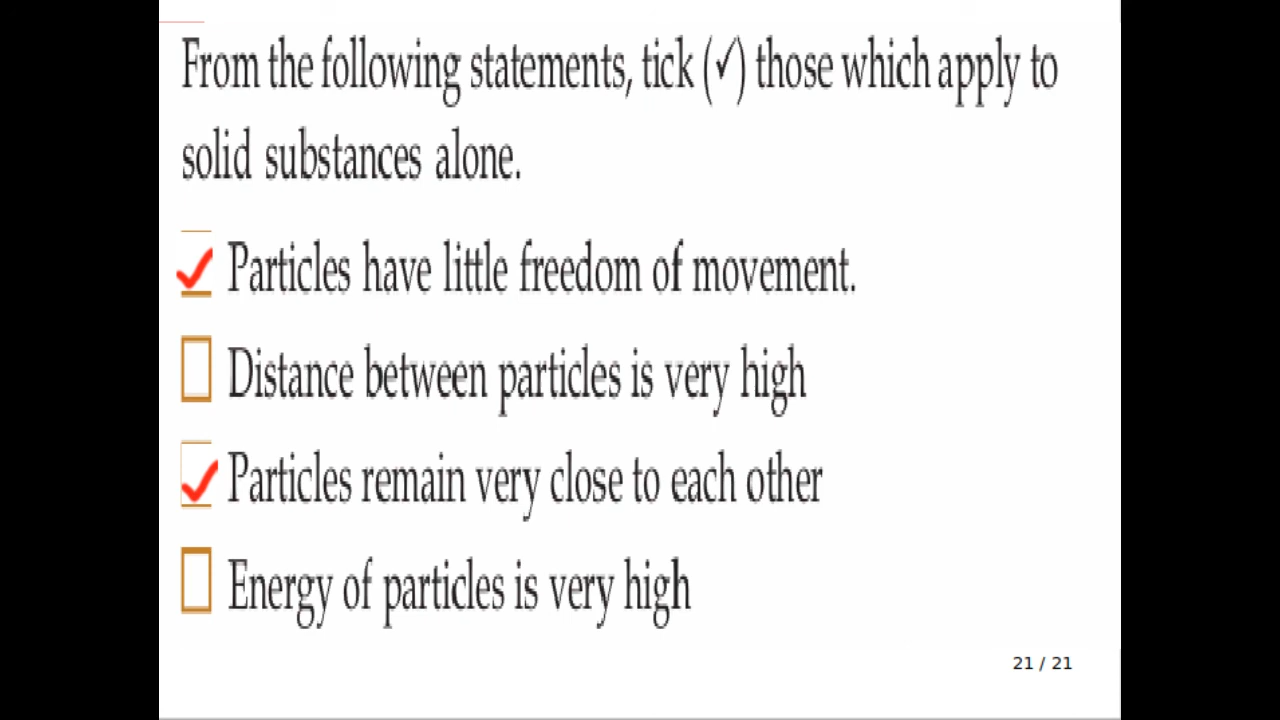 From the following statements, tick (✓) those which apply to
solid substances alone.
✓ Particles have little freedom of movement.
Distance between particles is very high
✓ Particles remain very close to each other
Energy of particles is very high
21 / 21